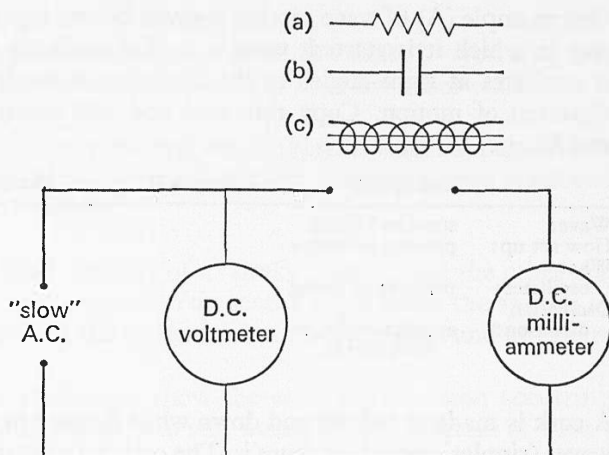 (a)
(b)
(c)
"slow"
A.C.
D.C.
voltmeter
D.C.
milli-
ammeter